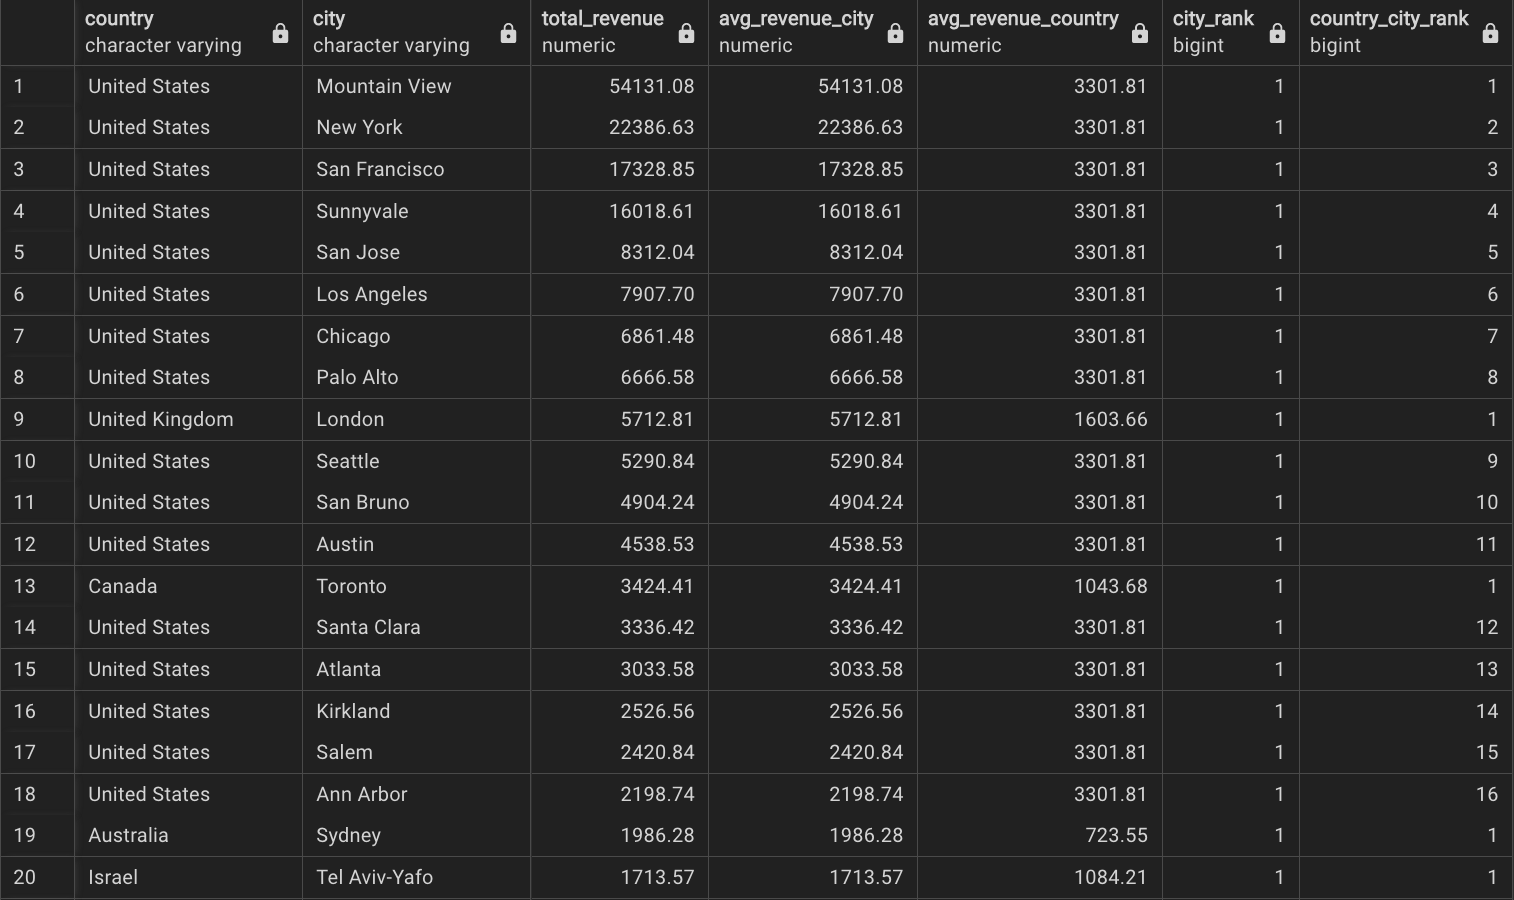 country city total_revenue avg_revenue_city avg_revenue_country city_rank country_city_rank
character varying character varying numeric numeric numeric bigint bigint
1 United States Mountain View 54131.08 54131.08 3301.81 1 1
2 United States New York 22386.63 22386.63 3301.81 1 2
3 United States San Francisco 17328.85 17328.85 3301.81 1 3
4 United States Sunnyvale 16018.61 16018.61 3301.81 1 4
5 United States San Jose 8312.04 8312.04 3301.81 1 5
6 United States Los Angeles 7907.70 7907.70 3301.81 1 6
7 United States Chicago 6861.48 6861.48 3301.81 1 7
8 United States Palo Alto 6666.58 6666.58 3301.81 1 8
9 United Kingdom London 5712.81 5712.81 1603.66 1 1
10 United States Seattle 5290.84 5290.84 3301.81 1 9
11 United States San Bruno 4904.24 4904.24 3301.81 1 10
12 United States Austin 4538.53 4538.53 3301.81 1 11
13 Canada Toronto 3424.41 3424.41 1043.68 1 1
14 United States Santa Clara 3336.42 3336.42 3301.81 1 12
15 United States Atlanta 3033.58 3033.58 3301.81 1 13
16 United States Kirkland 2526.56 2526.56 3301.81 1 14
17 United States Salem 2420.84 2420.84 3301.81 1 15
18 United States Ann Arbor 2198.74 2198.74 3301.81 1 16
19 Australia Sydney 1986.28 1986.28 723.55 1 1
20 Israel Tel Aviv-Yafo 1713.57 1713.57 1084.21 1 1